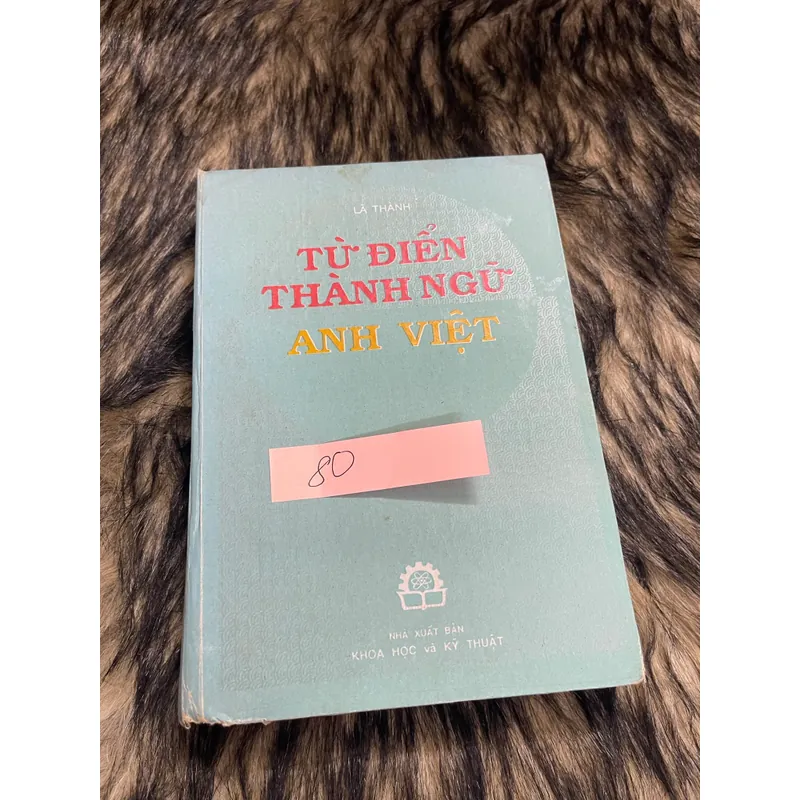 LÃ THÀNH
TỪ ĐIỂN
THÀNH NGỮ
ANH VIỆT
80
NHÀ XUẤT BẢN
KHOA HỌC và KỸ THUẬT